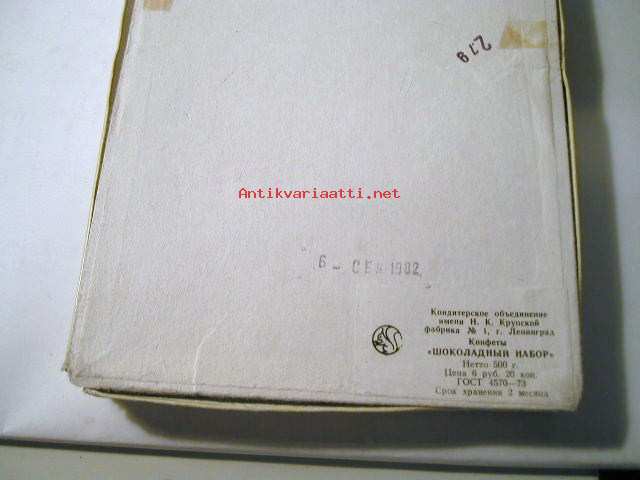 219
Antikvariaatti.net
6 - СЕН 1982
Кондитерское объединение
имени Н. К. Крупской
фабрика № 1, г. Ленинград
Конфеты
«ШОКОЛАДНЫЙ НАБОР»
Нетто 500 г.
Цена 6 руб. 20 коп.
ГОСТ 4570—73
Срок хранения 2 месяца